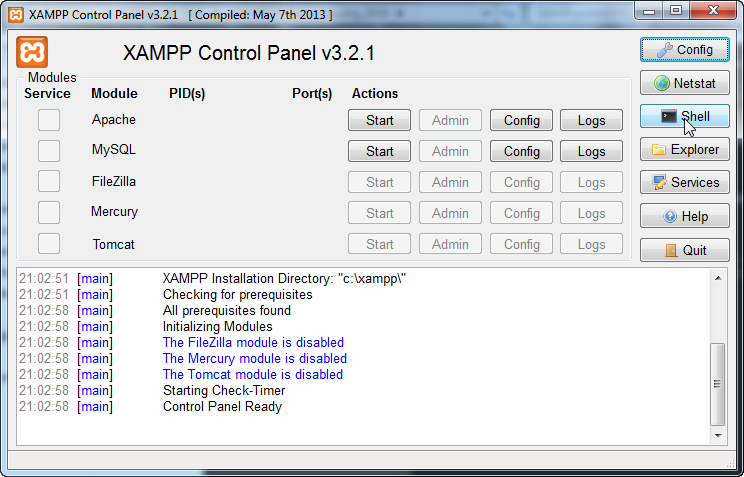 XAMPP Control Panel v3.2.1 [ Compiled: May 7th 2013 ]
XAMPP Control Panel v3.2.1
Config
Netstat
Shell
Explorer
Services
Help
Quit
Modules
Service Module PID(s) Port(s) Actions
Apache Start Admin Config Logs
MySQL Start Admin Config Logs
FileZilla Start Admin Config Logs
Mercury Start Admin Config Logs
Tomcat Start Admin Config Logs
21:02:51 [main] XAMPP Installation Directory: "c:\xampp\"
21:02:51 [main] Checking for prerequisites
21:02:58 [main] All prerequisites found
21:02:58 [main] Initializing Modules
21:02:58 [main] The FileZilla module is disabled
21:02:58 [main] The Mercury module is disabled
21:02:58 [main] The Tomcat module is disabled
21:02:58 [main] Starting Check-Timer
21:02:58 [main] Control Panel Ready